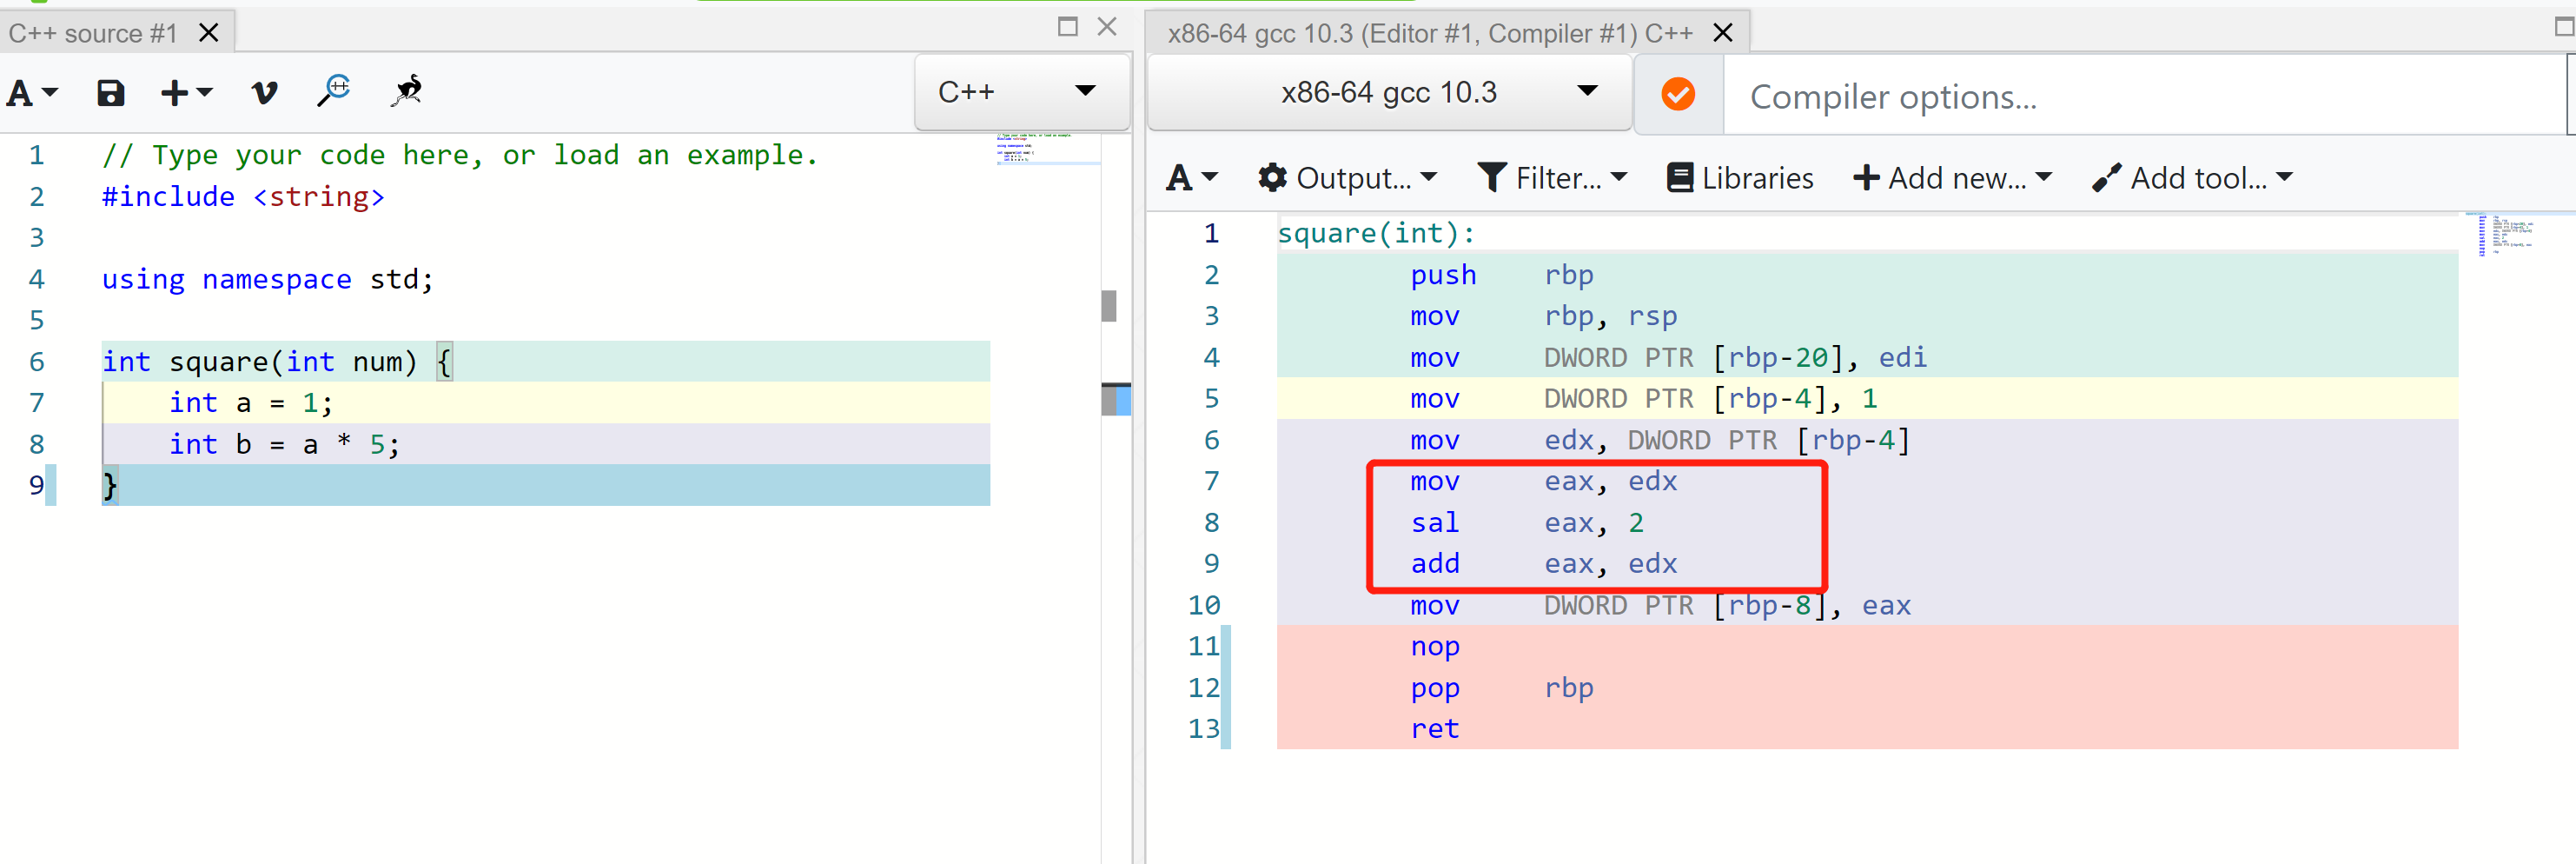 C++ source #1
C++
1 // Type your code here, or load an example.
2 #include <string>
3
4 using namespace std;
5
6 int square(int num) {
7 int a = 1;
8 int b = a * 5;
9 }
x86-64 gcc 10.3 (Editor #1, Compiler #1) C++
x86-64 gcc 10.3
Compiler options...
A Output... Filter... Libraries Add new... Add tool...
1 square(int):
2 push rbp
3 mov rbp, rsp
4 mov DWORD PTR [rbp-20], edi
5 mov DWORD PTR [rbp-4], 1
6 mov edx, DWORD PTR [rbp-4]
7 mov eax, edx
8 sal eax, 2
9 add eax, edx
10 mov DWORD PTR [rbp-8], eax
11 nop
12 pop rbp
13 ret